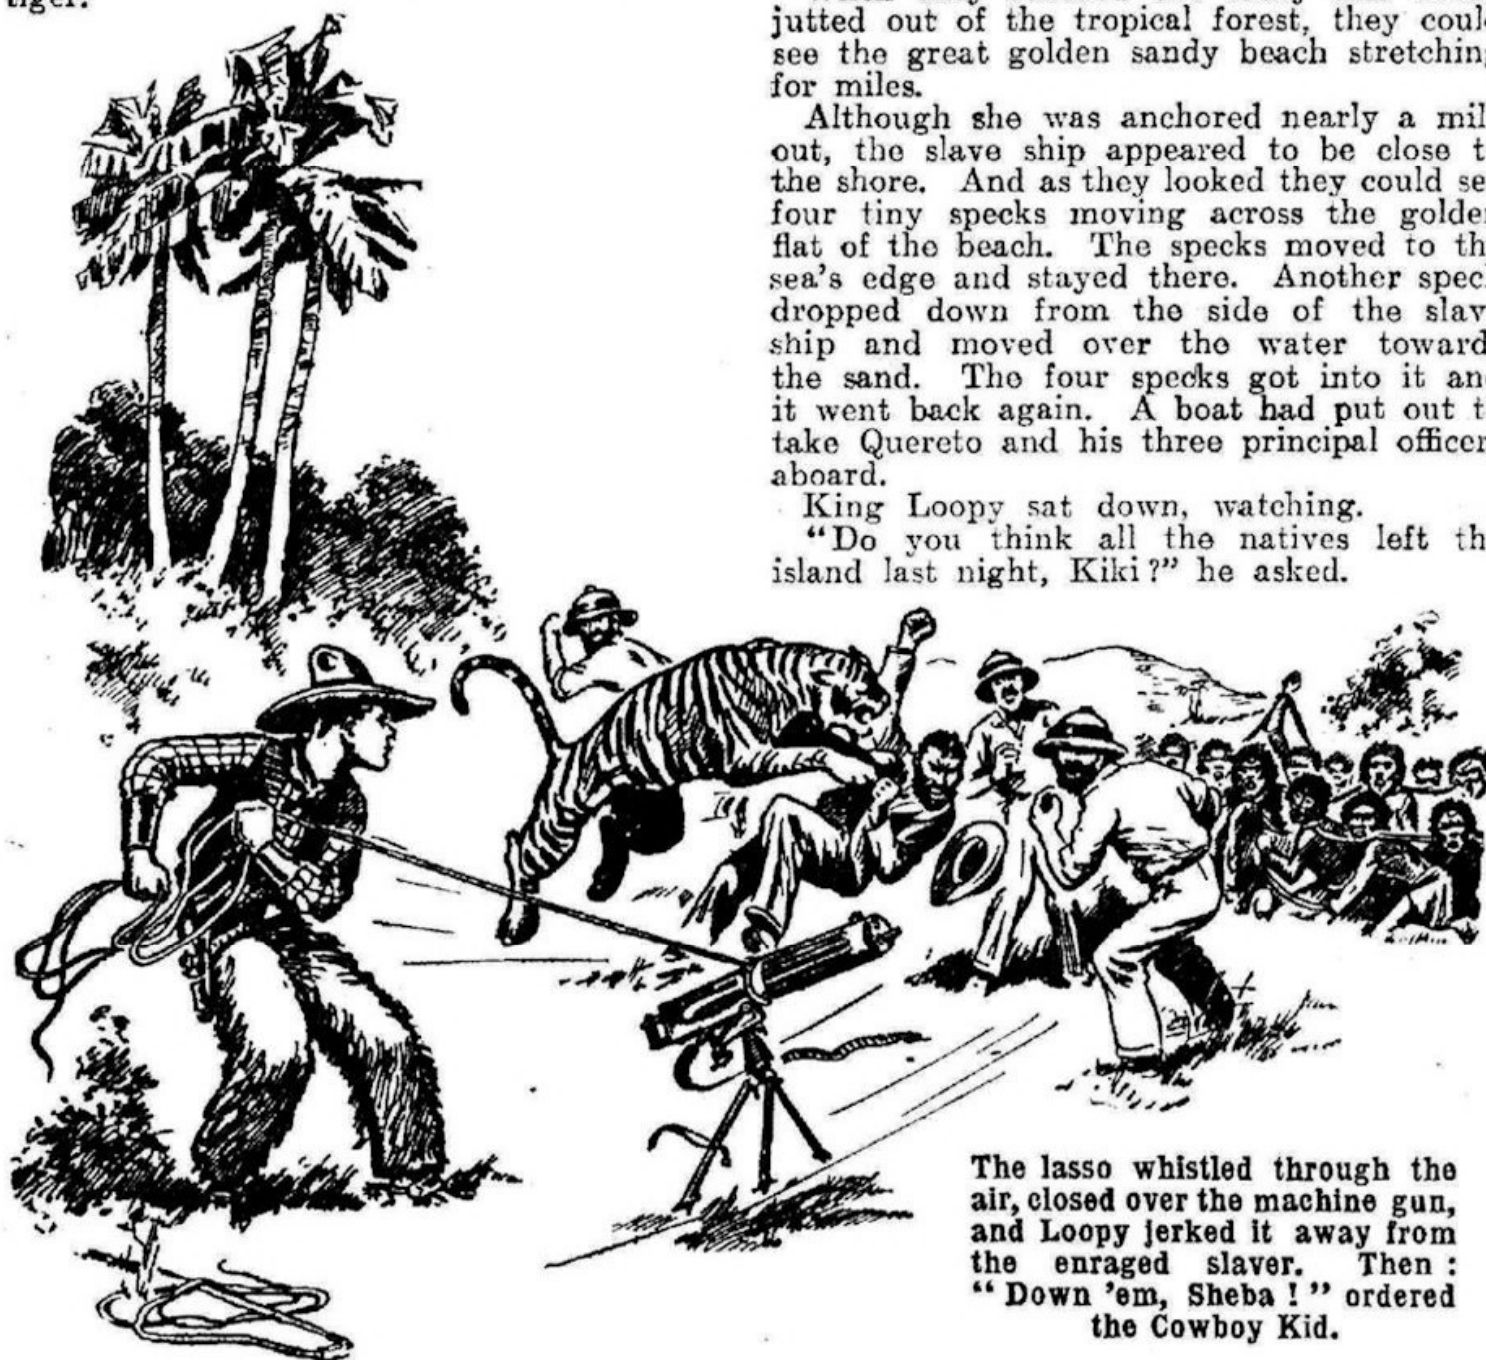 tiger.
jutted out of the tropical forest, they coul
see the great golden sandy beach stretchin
for miles.
Although she was anchored nearly a mil
out, the slave ship appeared to be close t
the shore. And as they looked they could se
four tiny specks moving across the golde
flat of the beach. The specks moved to th
sea's edge and stayed there. Another spec
dropped down from the side of the slav
ship and moved over the water toward
the sand. The four specks got into it an
it went back again. A boat had put out t
take Quereto and his three principal officer
aboard.
King Loopy sat down, watching.
“Do you think all the natives left th
island last night, Kiki?” he asked.
The lasso whistled through the
air, closed over the machine gun,
and Loopy jerked it away from
the enraged slaver. Then :
“ Down ’em, Sheba ! ” ordered
the Cowboy Kid.